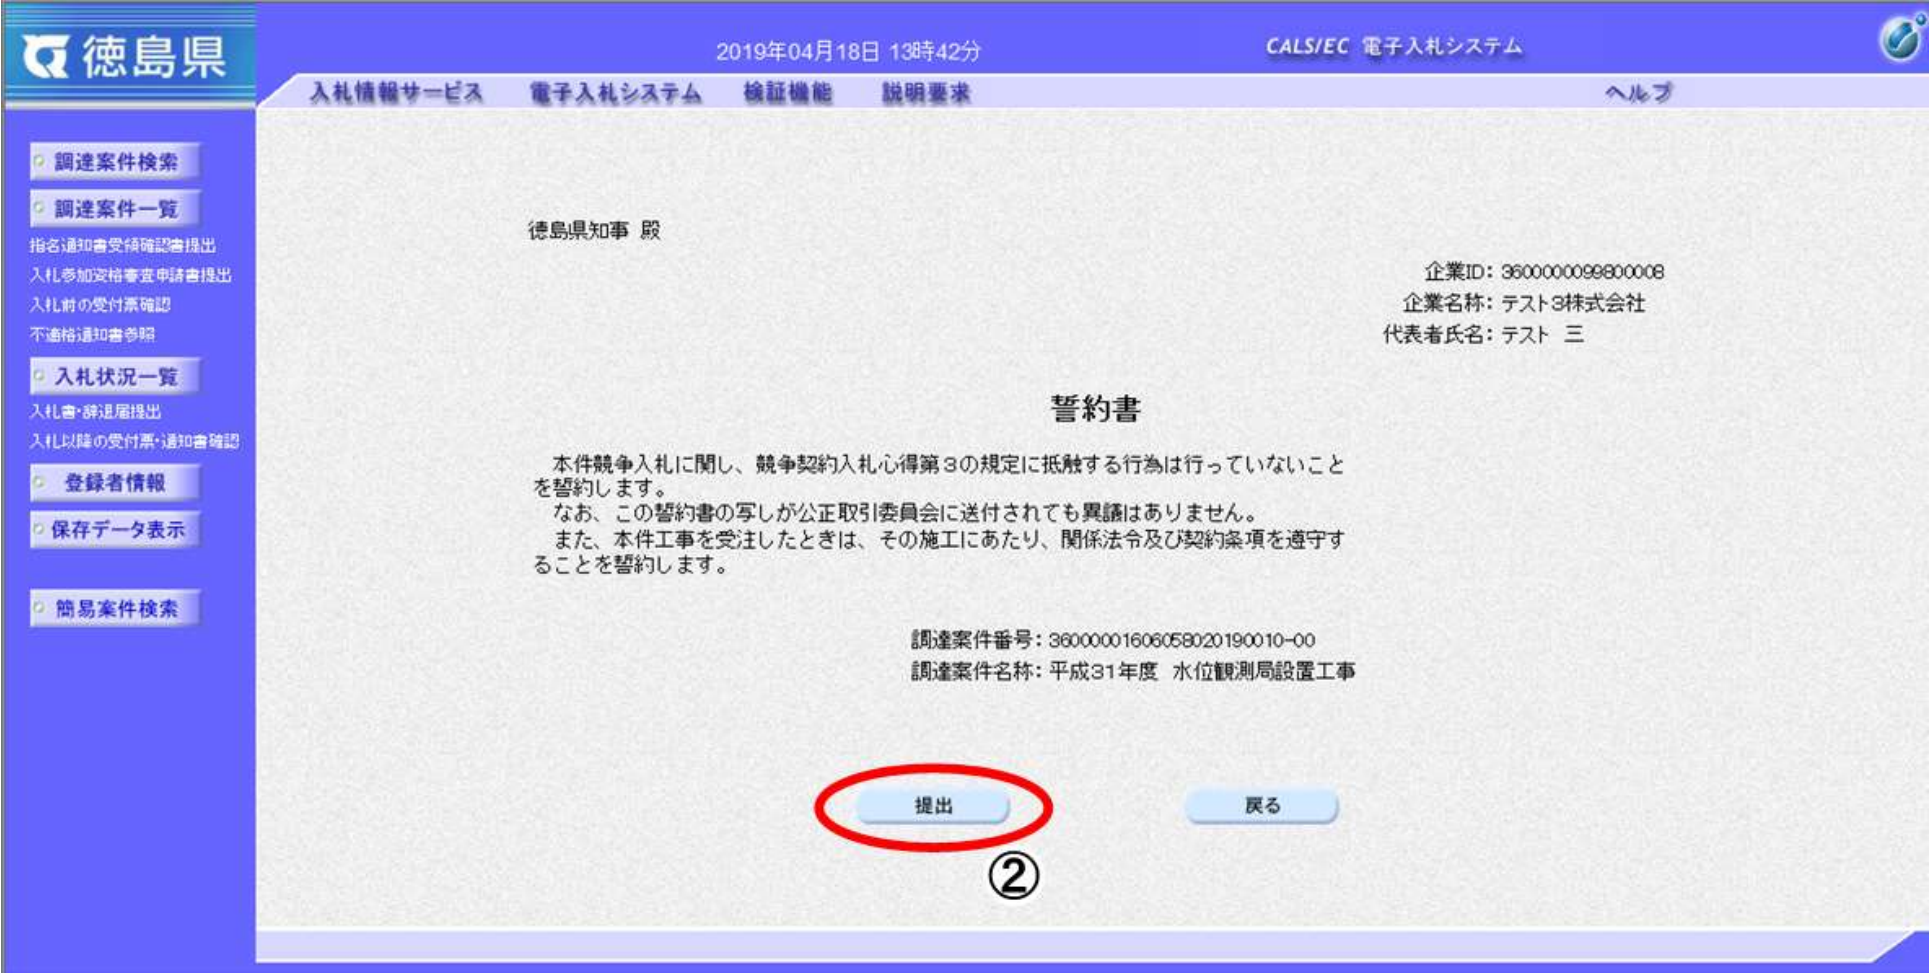 徳島県
2019年04月18日 13時42分
CALS/EC 電子入札システム
入札情報サービス 電子入札システム 検証機能 説明要求 ヘルプ
調達案件検索
調達案件一覧
指名通知書受領確認書提出
入札参加資格審査申請書提出
入札前の受付票確認
不適格通知書参照
入札状況一覧
入札書・辞退届提出
入札以降の受付票・通知書確認
登録者情報
保存データ表示
簡易案件検索
徳島県知事 殿
企業ID: 3600000099800008
企業名称: テスト3株式会社
代表者氏名: テスト 三
誓約書
本件競争入札に関し、競争契約入札心得第3の規定に抵触する行為は行っていないこと
を誓約します。
なお、この誓約書の写しが公正取引委員会に送付されても異議はありません。
また、本件工事を受注したときは、その施工にあたり、関係法令及び契約条項を遵守す
ることを誓約します。
調達案件番号: 36000001606058020190010-00
調達案件名称: 平成31年度 水位観測局設置工事
提出 戻る
②